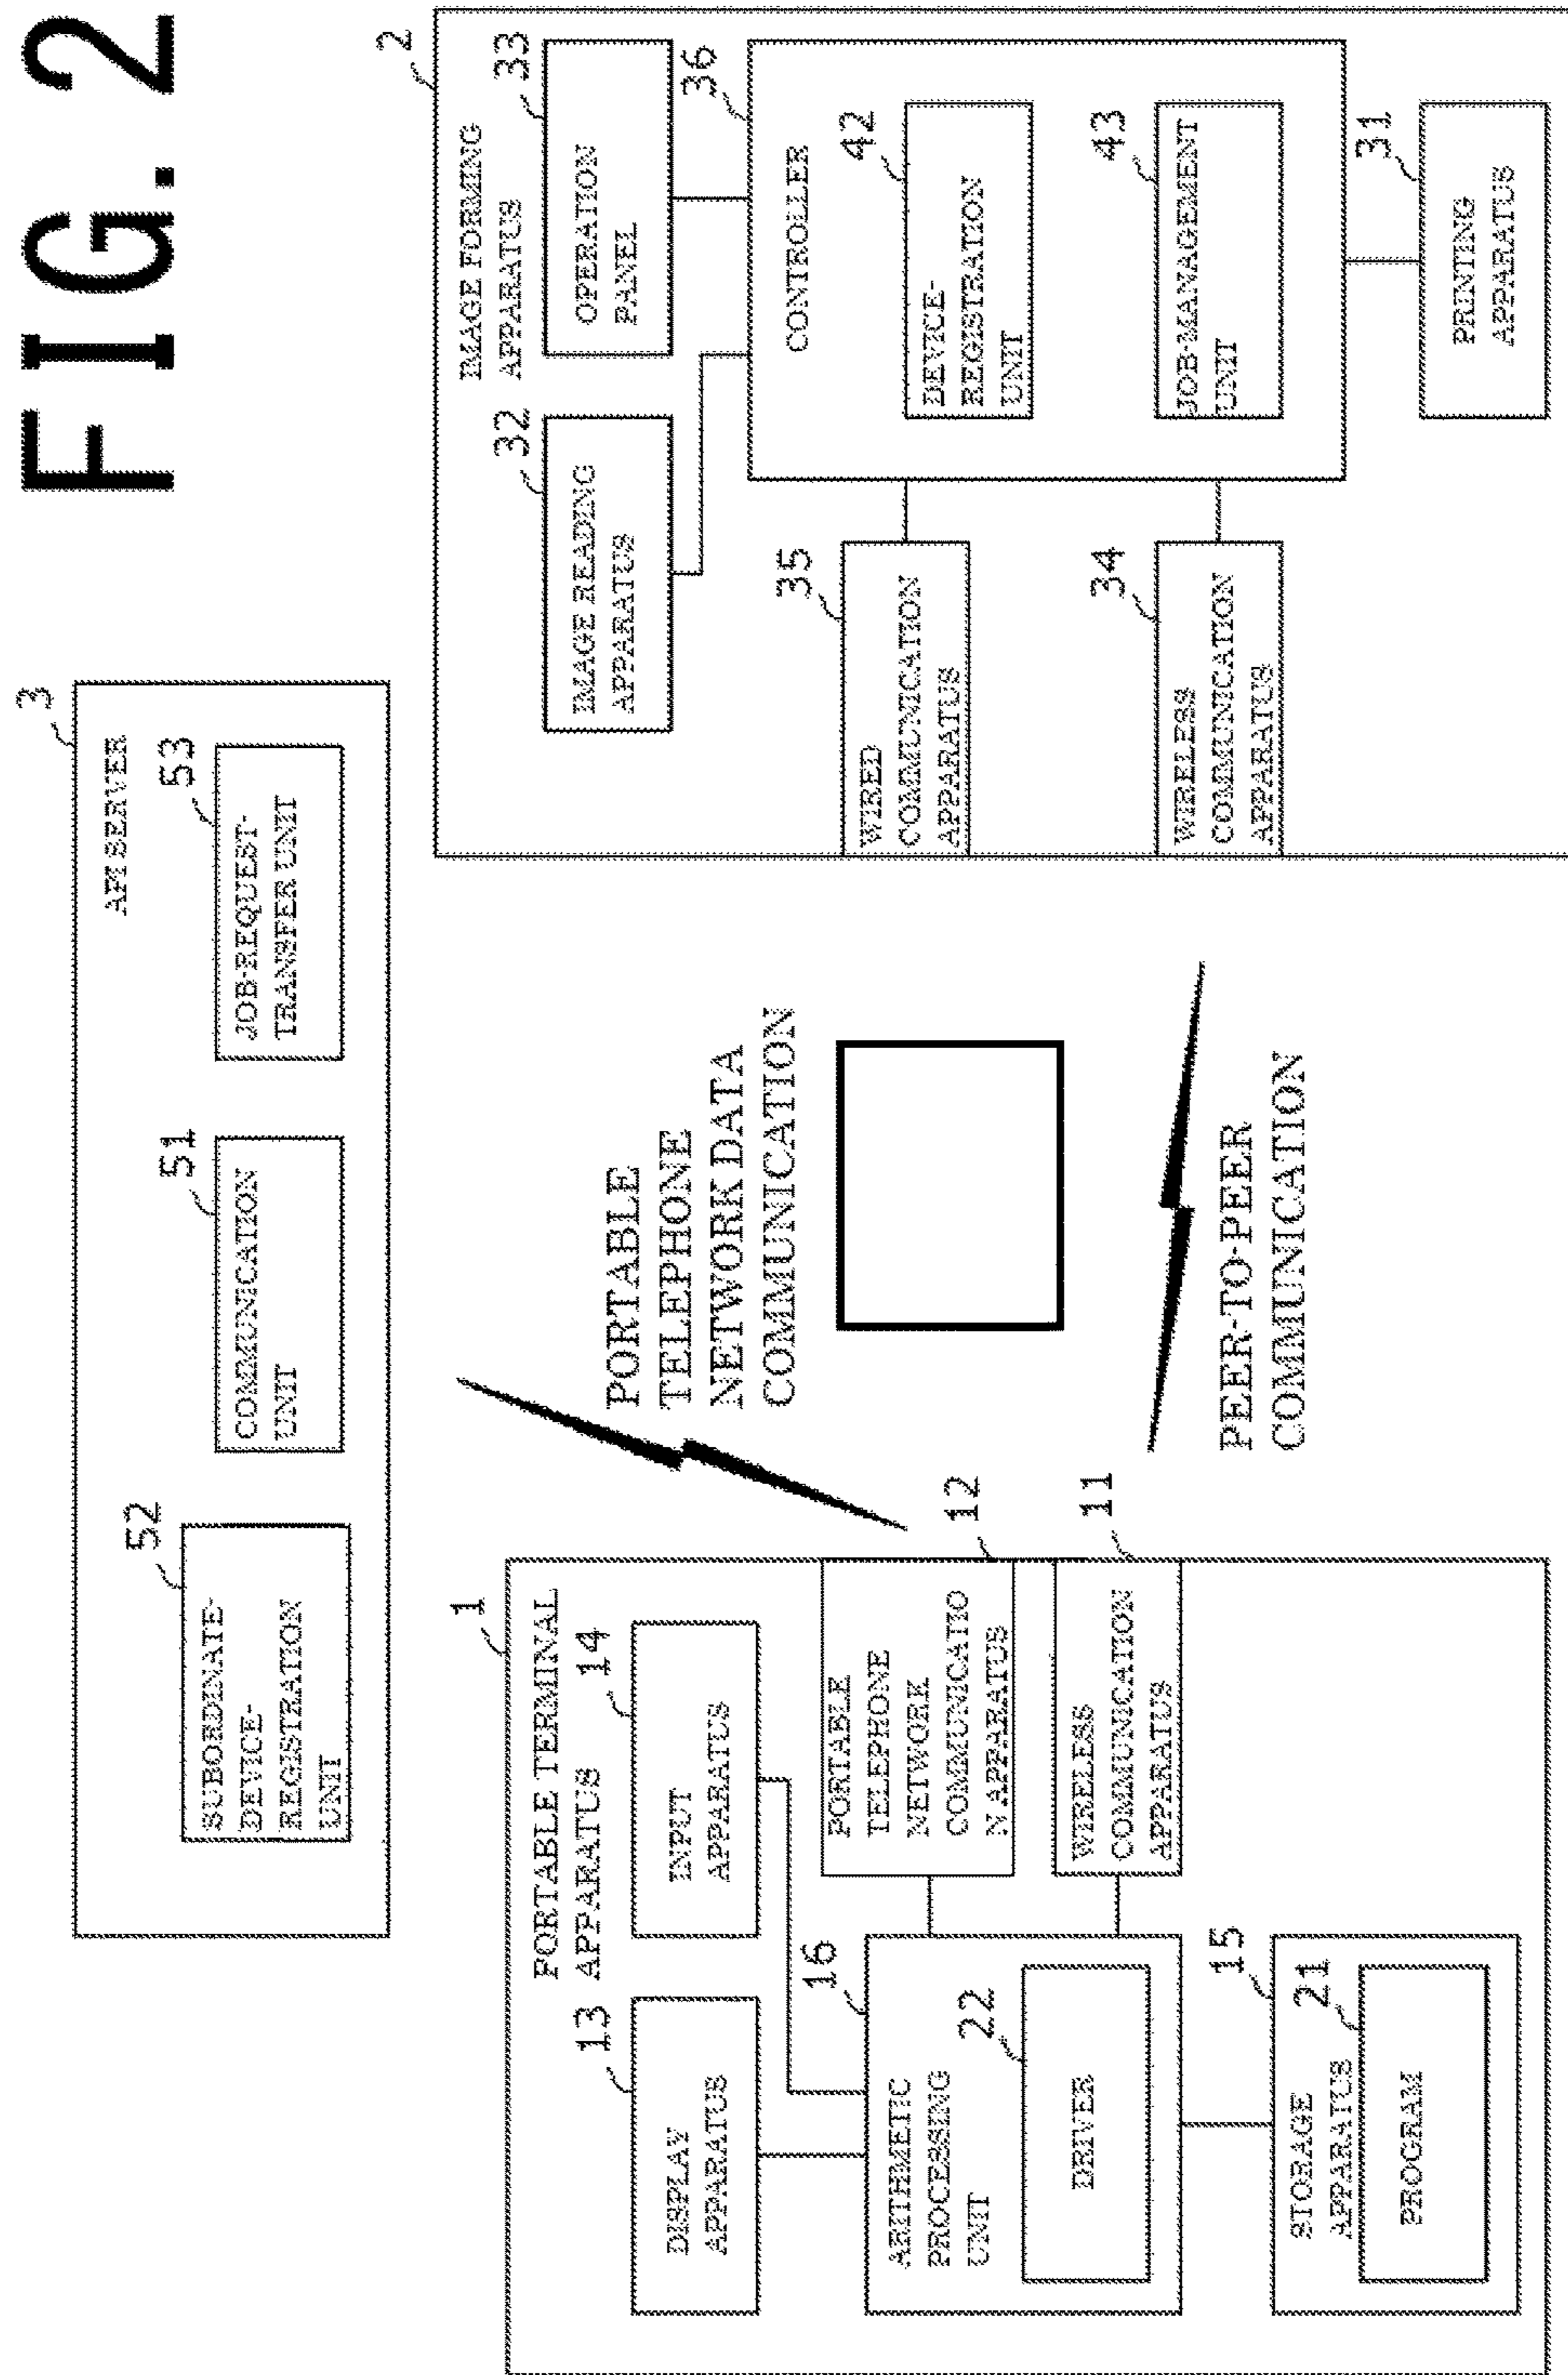 FIG. 2
3
API SERVER
52
SUBORDINATE-
DEVICE-
REGISTRATION
UNIT
51
COMMUNICATION
UNIT
53
JOB-REQUEST-
TRANSFER UNIT
1
PORTABLE TERMINAL
APPARATUS
13
DISPLAY
APPARATUS
14
INPUT
APPARATUS
16
ARITHMETIC
PROCESSING
UNIT
22
DRIVER
12
PORTABLE
TELEPHONE
NETWORK
COMMUNICATIO
N APPARATUS
11
WIRELESS
COMMUNICATION
APPARATUS
15
STORAGE
APPARATUS
21
PROGRAM
PORTABLE
TELEPHONE
NETWORK DATA
COMMUNICATION
PEER-TO-PEER
COMMUNICATION
2
IMAGE FORMING
APPARATUS
32
IMAGE READING
APPARATUS
33
OPERATION
PANEL
36
CONTROLLER
42
DEVICE-
REGISTRATION
UNIT
43
JOB-MANAGEMENT
UNIT
35
WIRED
COMMUNICATION
APPARATUS
34
WIRELESS
COMMUNICATION
APPARATUS
31
PRINTING
APPARATUS